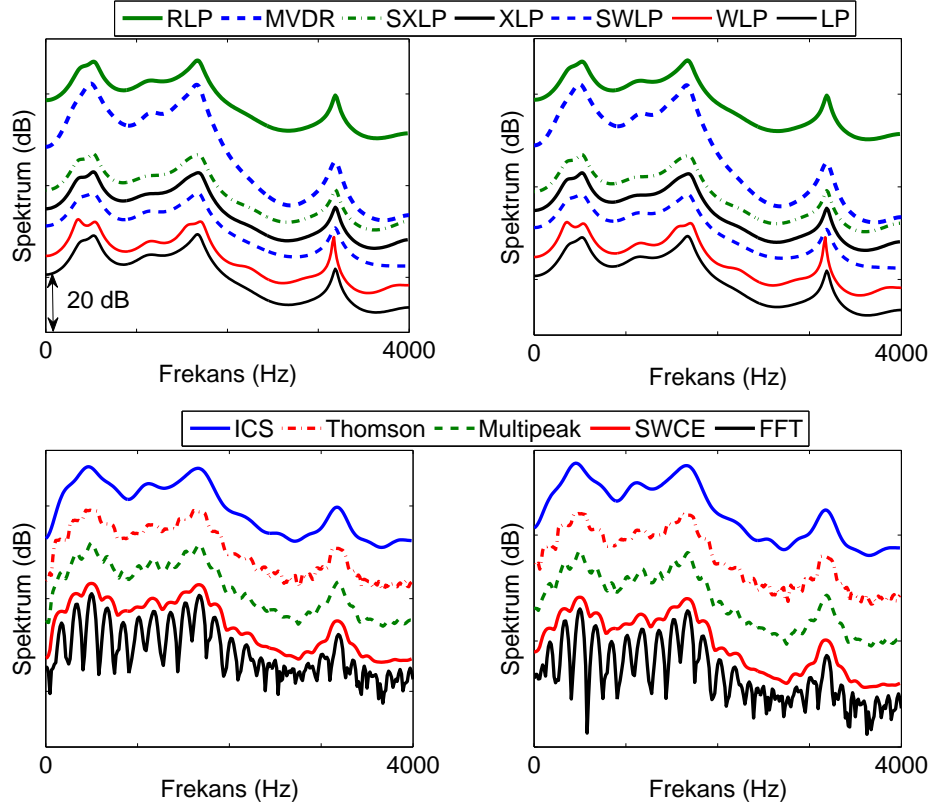 RLP MVDR SXLP XLP SWLP WLP LP
Spektrum (dB)
20 dB
0 4000
Frekans (Hz)
Spektrum (dB)
0 4000
Frekans (Hz)
ICS Thomson Multipeak SWCE FFT
Spektrum (dB)
0 4000
Frekans (Hz)
Spektrum (dB)
0 4000
Frekans (Hz)